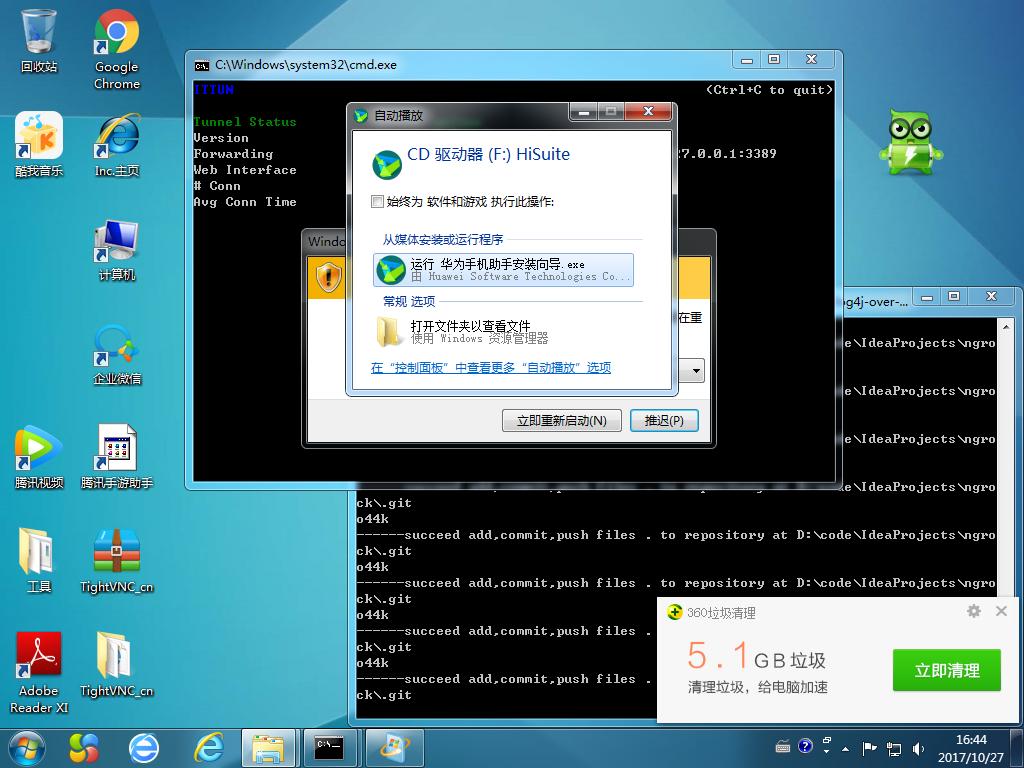 回收站
Google
Chrome
酷我音乐
Inc.主页
计算机
企业微信
腾讯视频
腾讯手游助手
工具
TightVNC_cn
Adobe
Reader XI
TightVNC_cn
C:\Windows\system32\cmd.exe
ITTUN
(Ctrl+C to quit)
Tunnel Status
Version
Forwarding
27.0.0.1:3389
Web Interface
# Conn
Avg Conn Time
自动播放
CD 驱动器 (F:) HiSuite
始终为 软件和游戏 执行此操作:
从媒体安装或运行程序
运行 华为手机助手安装向导.exe
由 Huawei Software Technologies Co...
常规 选项
打开文件夹以查看文件
使用 Windows 资源管理器
在“控制面板”中查看更多“自动播放”选项
Windo
在重
立即重新启动(N)
推迟(P)
og4j-over-...
e\IdeaProjects\ngro
e\IdeaProjects\ngro
e\IdeaProjects\ngro
e\IdeaProjects\ngro
ck\.git
o44k
------succeed add,commit,push files . to repository at D:\code\IdeaProjects\ngro
ck\.git
o44k
------succeed add,commit,push files . to repository at D:\code\IdeaProjects\ngro
ck\.git
o44k
------succeed add,commit,push files .
ck\.git
o44k
------succeed add,commit,push files .
ck\.git
360垃圾清理
5.1GB垃圾
清理垃圾，给电脑加速
立即清理
16:44
2017/10/27